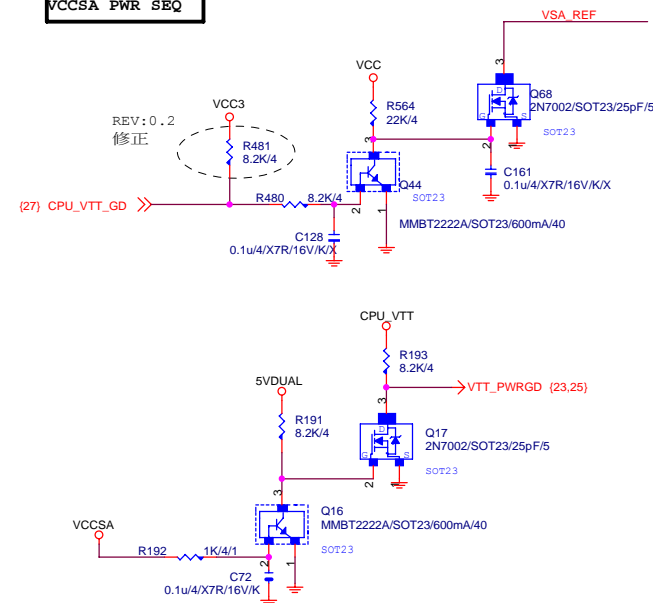 VCCSA PWR SEQ
VSA_REF
VCC
VCC3
REV:0.2
修正
R564
22K/4
3
D
G
S
Q68
2N7002/SOT23/25pF/5
SOT23
2
1
R481
8.2K/4
3
Q44
SOT23
C161
0.1u/4/X7R/16V/K/X
{27} CPU_VTT_GD
R480
8.2K/4
2
1
MMBT2222A/SOT23/600mA/40
C128
0.1u/4/X7R/16V/K/X
CPU_VTT
R193
8.2K/4
5VDUAL
VTT_PWRGD {23,25}
3
R191
8.2K/4
D
G
S
Q17
2N7002/SOT23/25pF/5
SOT23
2
1
3
Q16
MMBT2222A/SOT23/600mA/40
VCCSA
SOT23
R192
1K/4/1
2
1
C72
0.1u/4/X7R/16V/K